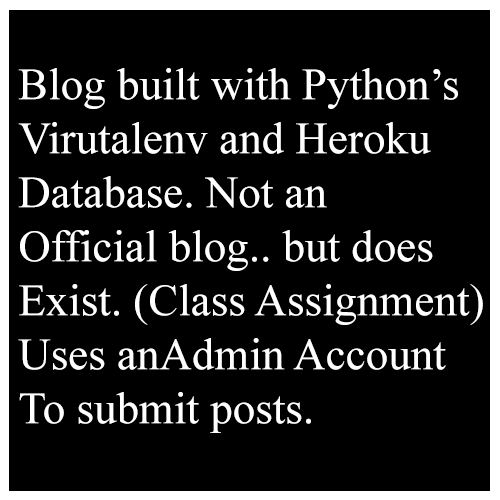 Blog built with Python’s
Virutalenv and Heroku
Database. Not an
Official blog.. but does
Exist. (Class Assignment)
Uses anAdmin Account
To submit posts.